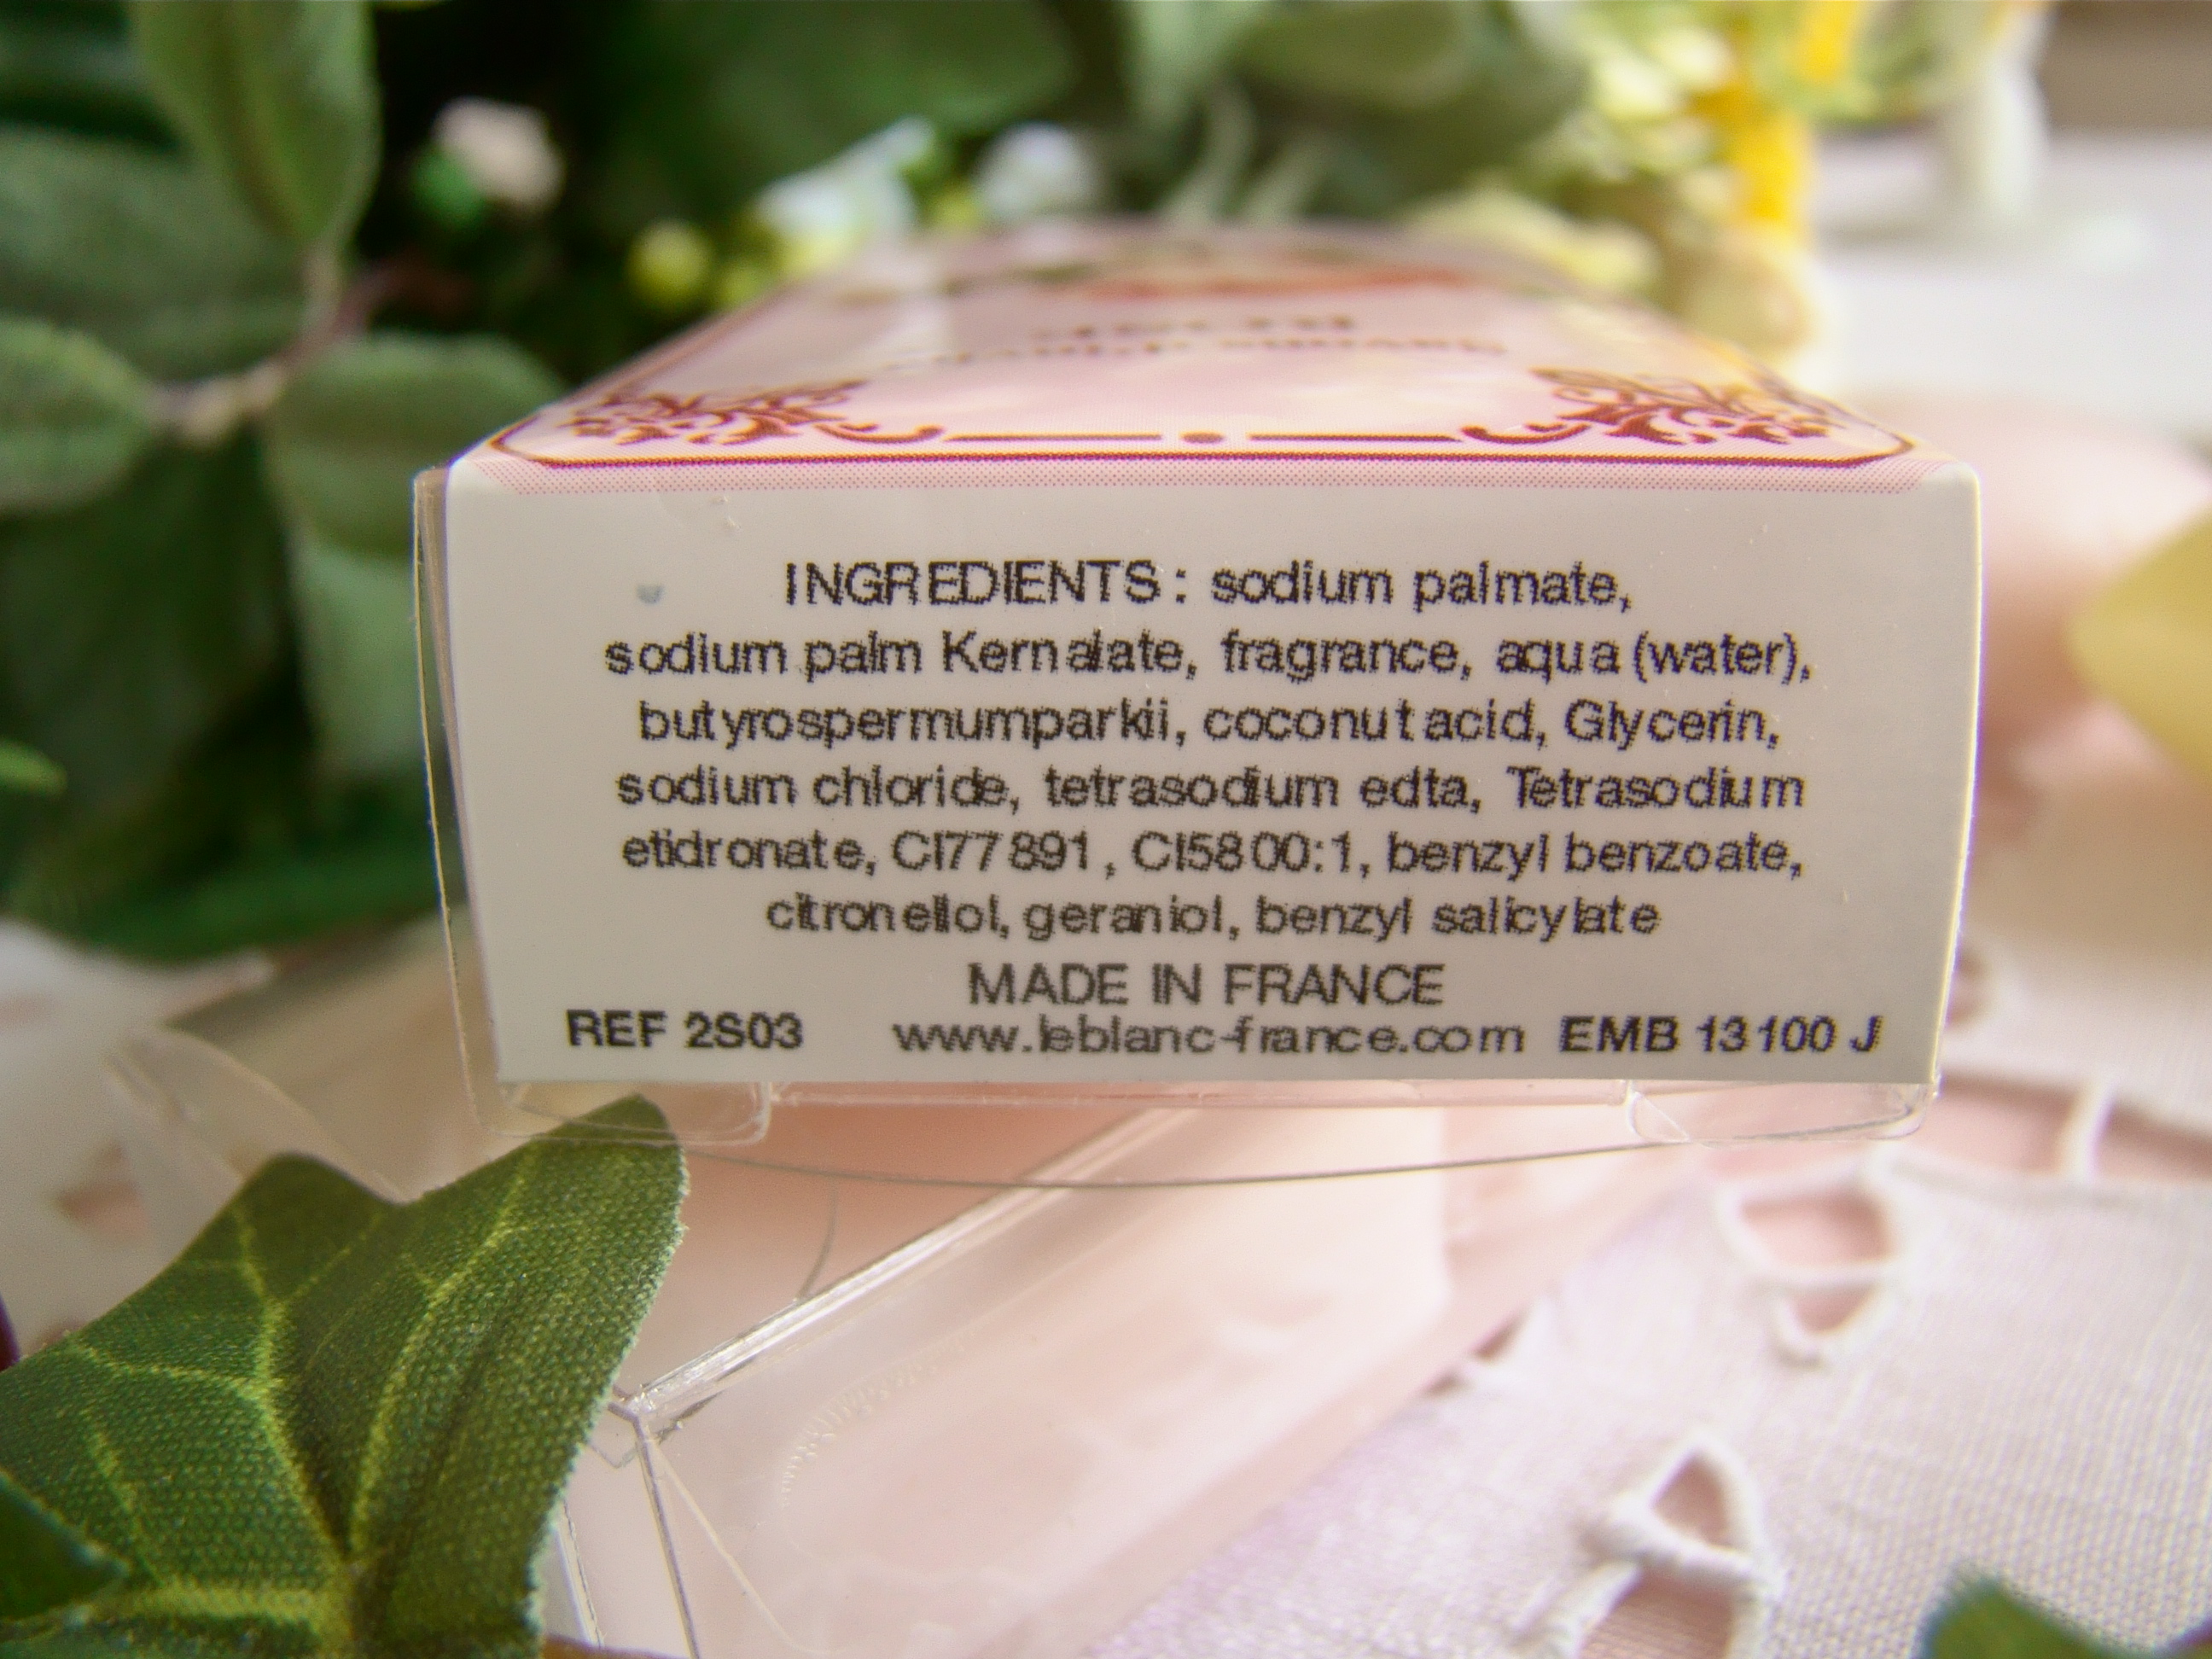 INGREDIENTS : sodium palmate,
sodium palm Kernalate, fragrance, aqua (water),
butyrospermumparkii, coconut acid, Glycerin,
sodium chloride, tetrasodium edta, Tetrasodium
etidronate, CI77891, CI5800:1, benzyl benzoate,
citronellol, geraniol, benzyl salicylate
MADE IN FRANCE
REF 2S03 www.leblanc-france.com EMB 13100 J